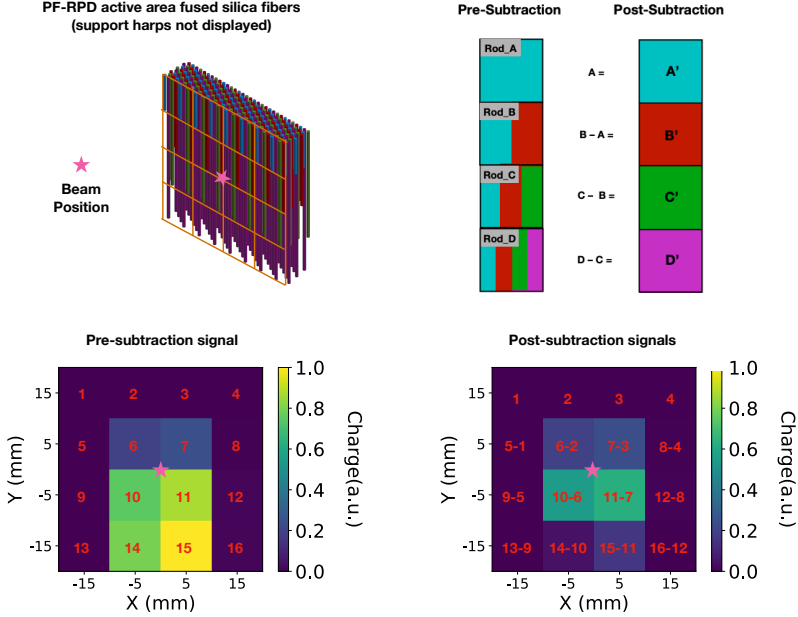 PF-RPD active area fused silica fibers
(support harps not displayed)
Beam
Position
Pre-Subtraction
Post-Subtraction
Rod_A
A =
A'
Rod_B
B – A =
B'
Rod_C
C – B =
C'
Rod_D
D – C =
D'
Pre-subtraction signal
Y (mm)
15
5
-5
-15
1 2 3 4
5 6 7 8
9 10 11 12
13 14 15 16
-15 -5 5 15
X (mm)
1.0
0.8
0.6
0.4
0.2
0.0
Charge(a.u,)
Post-subtraction signals
Y (mm)
15
5
-5
-15
1 2 3 4
5-1 6-2 7-3 8-4
9-5 10-6 11-7 12-8
13-9 14-10 15-11 16-12
-15 -5 5 15
X (mm)
1.0
0.8
0.6
0.4
0.2
0.0
Charge(a.u,)